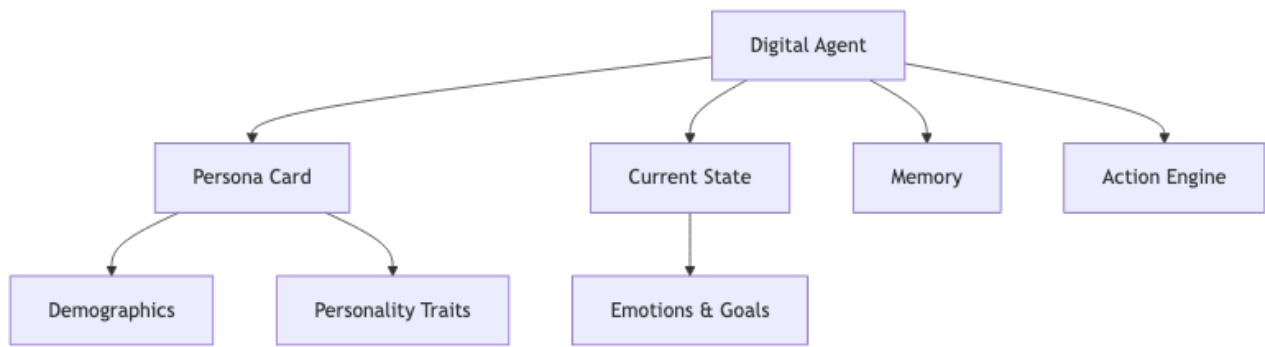 Digital Agent
Persona Card
Current State
Memory
Action Engine
Demographics
Personality Traits
Emotions & Goals